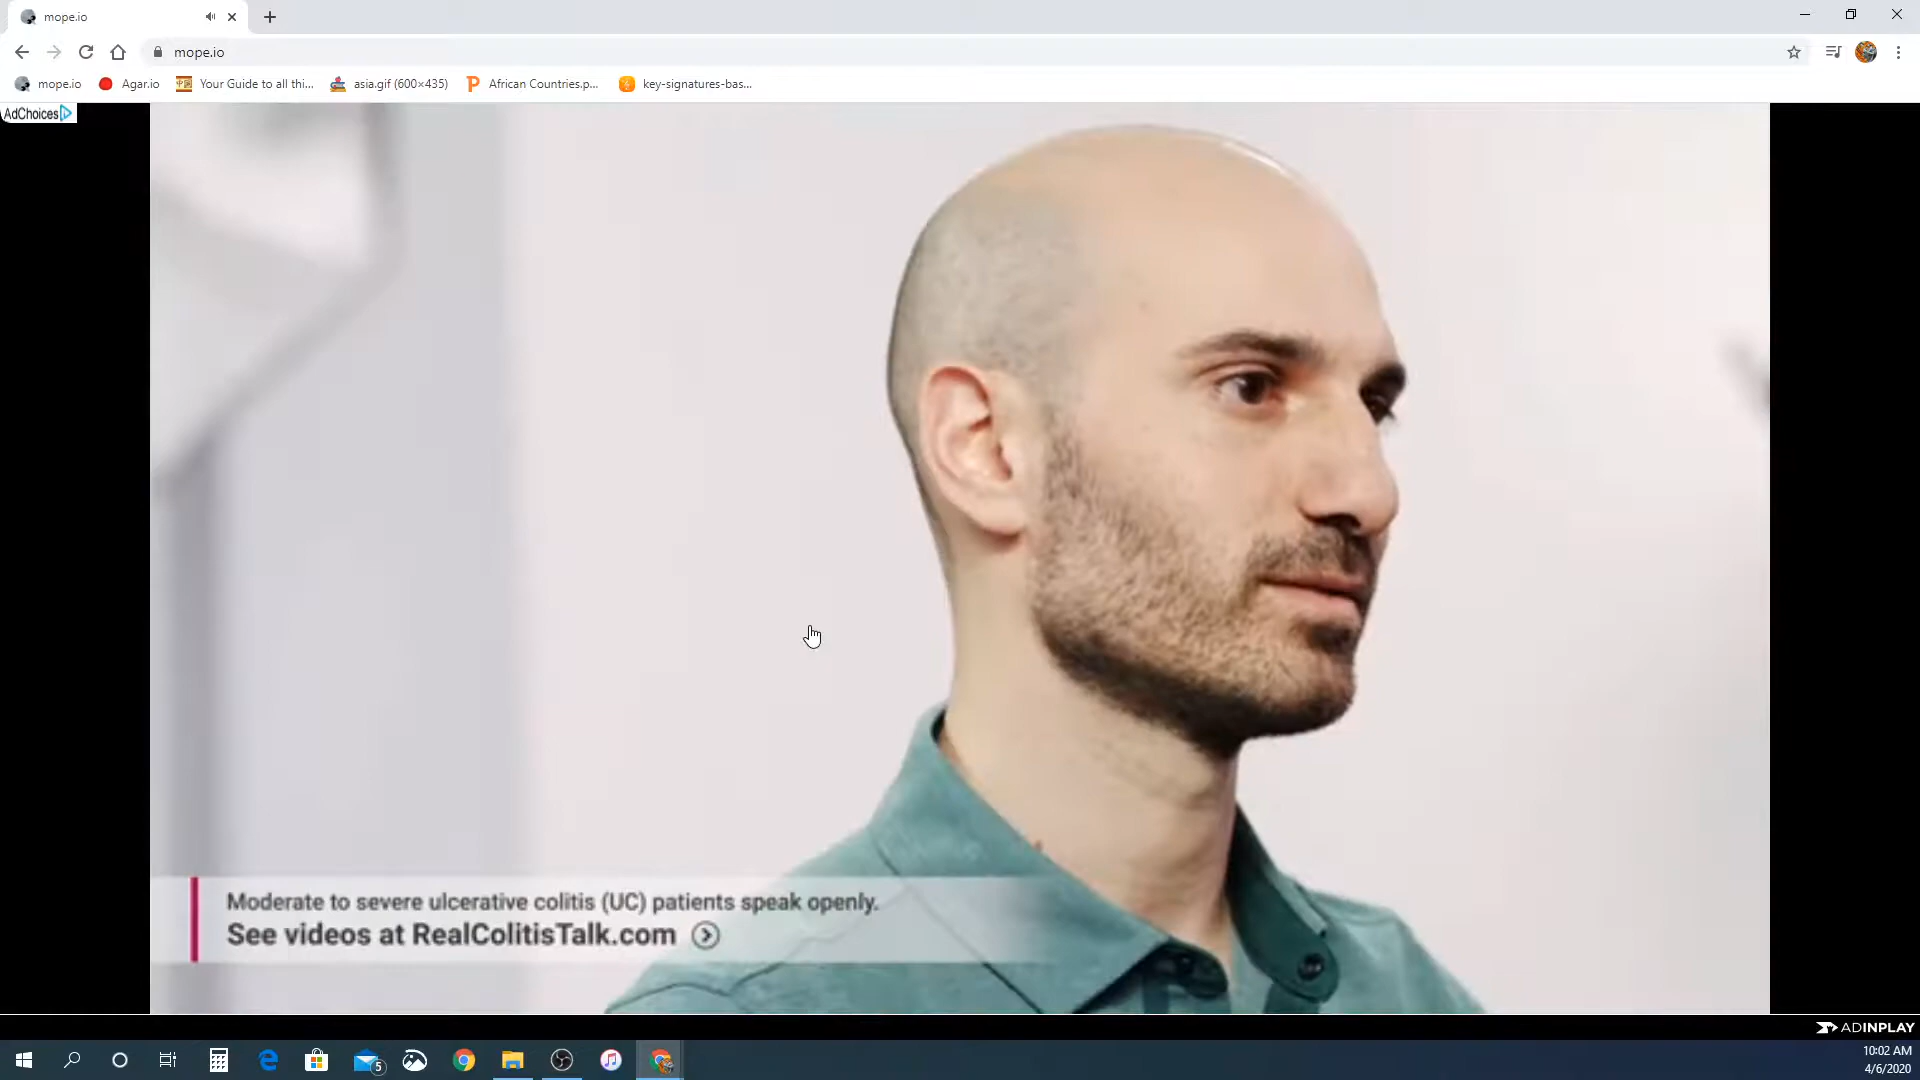 mope.io
mope.io
mope.io
Agar.io
Your Guide to all thi...
asia.gif (600×435)
African Countries.p...
key-signatures-bas...
AdChoices
Moderate to severe ulcerative colitis (UC) patients speak openly.
See videos at RealColitisTalk.com
ADINPLAY
5
10:02 AM
4/6/2020